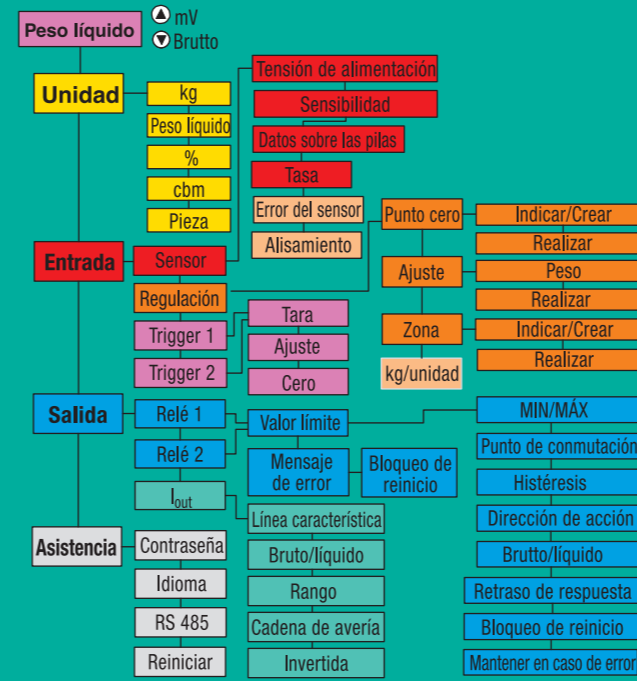 Peso líquido
mV
Brutto
Unidad
kg
Peso líquido
%
cbm
Pieza
Tensión de alimentación
Sensibilidad
Datos sobre las pilas
Tasa
Error del sensor
Alisamiento
Entrada
Sensor
Regulación
Trigger 1
Trigger 2
Tara
Ajuste
Cero
Punto cero
Ajuste
Zona
kg/unidad
Indicar/Crear
Realizar
Peso
Realizar
Indicar/Crear
Realizar
Salida
Relé 1
Relé 2
Iout
Valor límite
Mensaje
de error
Bloqueo de
reinicio
MIN/MÁX
Punto de conmutación
Histéresis
Dirección de acción
Brutto/líquido
Retraso de respuesta
Bloqueo de reinicio
Mantener en caso de error
Línea característica
Bruto/líquido
Rango
Cadena de avería
Invertida
Asistencia
Contraseña
Idioma
RS 485
Reiniciar